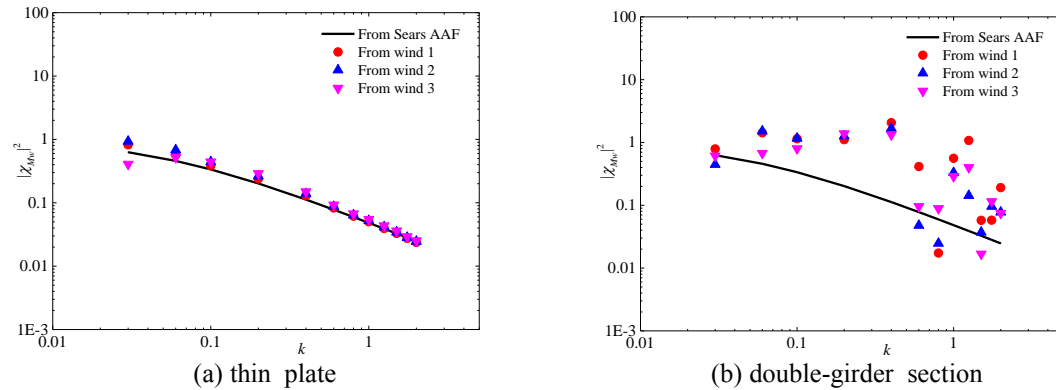 100
From Sears AAF
From wind 1
From wind 2
From wind 3
10
1
0.1
0.01
1E-3
|χ_Mw|²
0.01
0.1
1
k
(a) thin plate
100
From Sears AAF
From wind 1
From wind 2
From wind 3
10
1
0.1
0.01
1E-3
|χ_Mw|²
0.01
0.1
1
k
(b) double-girder section